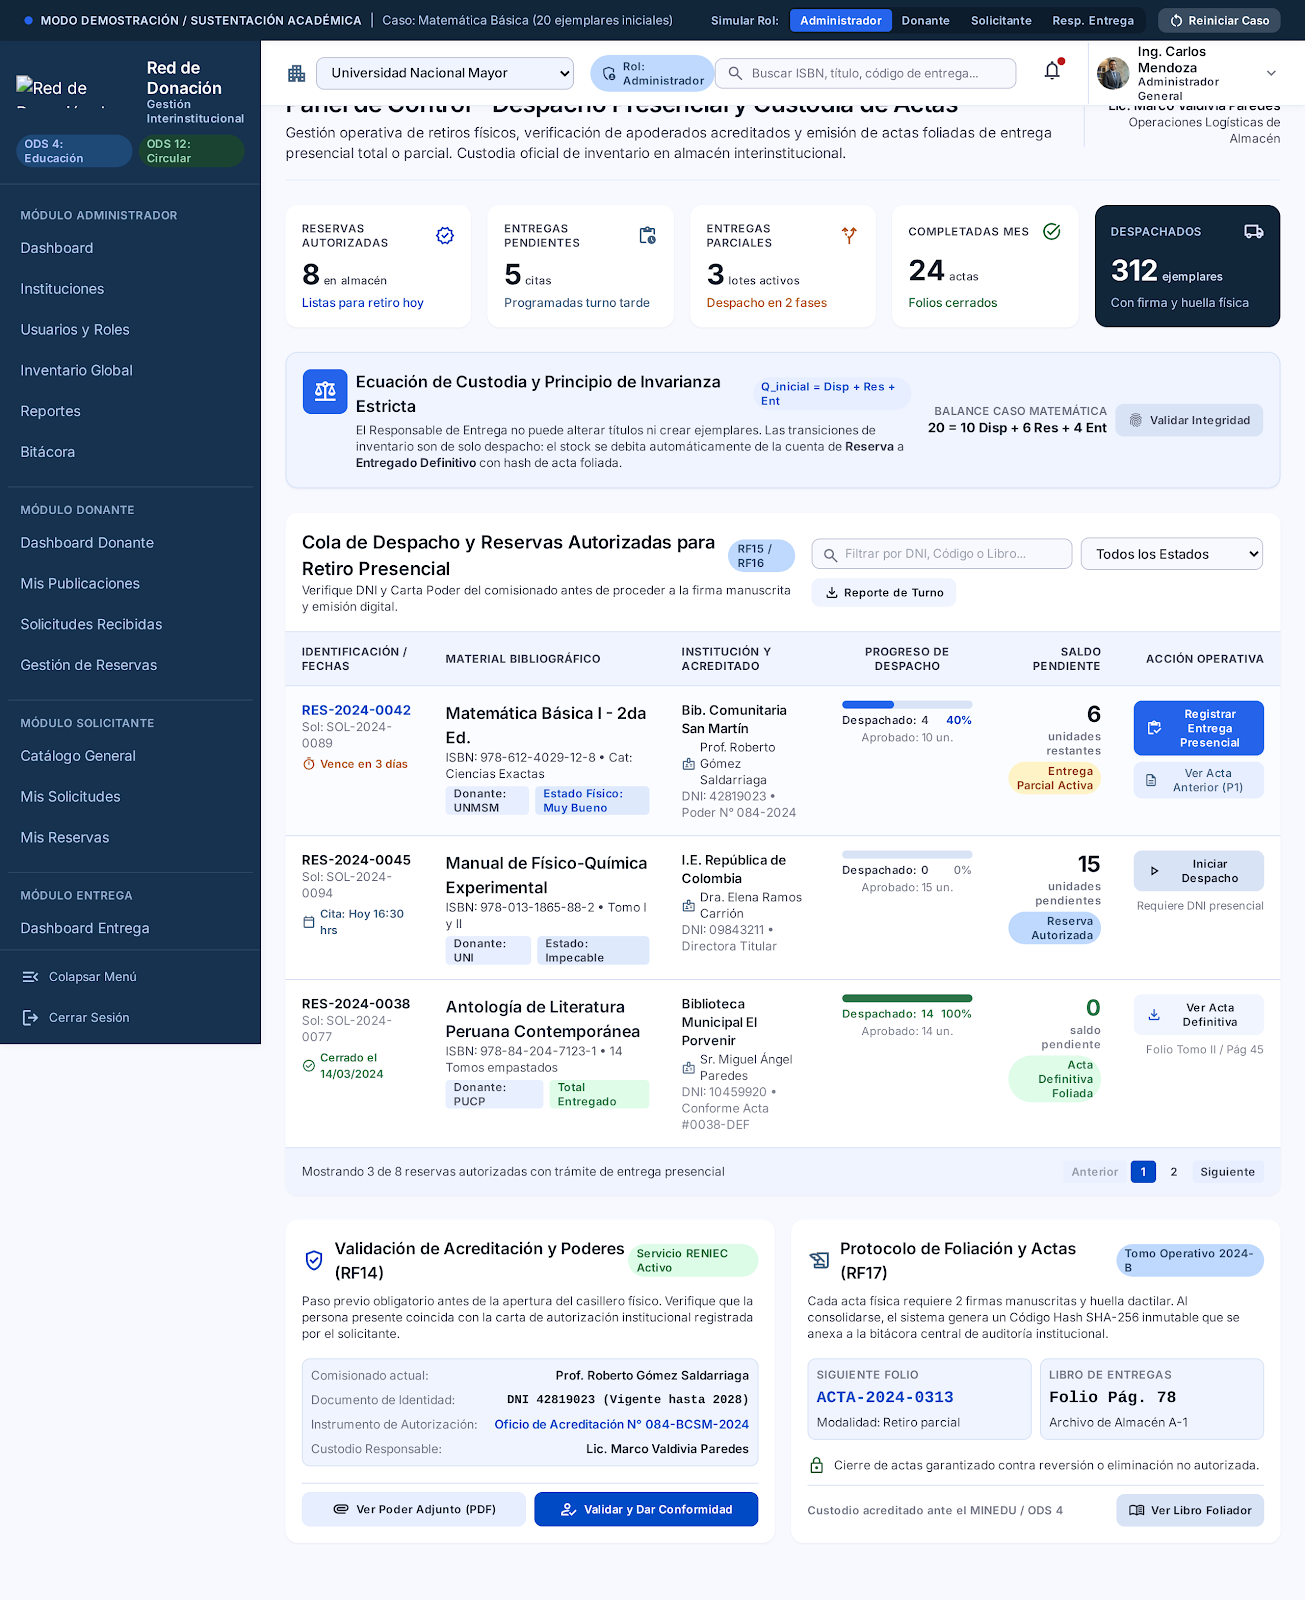 MODO DEMOSTRACIÓN / SUSTENTACIÓN ACADÉMICA
Caso: Matemática Básica (20 ejemplares iniciales)
Simular Rol:
Administrador
Donante
Solicitante
Resp. Entrega
Reiniciar Caso
Red de
Red de
Donación
Gestión
Interinstitucional
ODS 4:
Educación
ODS 12:
Circular
Universidad Nacional Mayor
Rol:
Administrador
Buscar ISBN, título, código de entrega...
Ing. Carlos
Mendoza
Administrador
General
MÓDULO ADMINISTRADOR
Dashboard
Instituciones
Usuarios y Roles
Inventario Global
Reportes
Bitácora
MÓDULO DONANTE
Dashboard Donante
Mis Publicaciones
Solicitudes Recibidas
Gestión de Reservas
MÓDULO SOLICITANTE
Catálogo General
Mis Solicitudes
Mis Reservas
MÓDULO ENTREGA
Dashboard Entrega
Colapsar Menú
Cerrar Sesión
Panel de Control - Despacho Presencial y Custodia de Actas
Gestión operativa de retiros físicos, verificación de apoderados acreditados y emisión de actas foliadas de entrega
presencial total o parcial. Custodia oficial de inventario en almacén interinstitucional.
Lic. Marco Valdivia Paredes
Operaciones Logísticas de
Almacén
RESERVAS
AUTORIZADAS
8 en almacén
Listas para retiro hoy
ENTREGAS
PENDIENTES
5 citas
Programadas turno tarde
ENTREGAS
PARCIALES
3 lotes activos
Despacho en 2 fases
COMPLETADAS MES
24 actas
Folios cerrados
DESPACHADOS
312 ejemplares
Con firma y huella física
Ecuación de Custodia y Principio de Invarianza
Estricta
Q_inicial = Disp + Res +
Ent
El Responsable de Entrega no puede alterar títulos ni crear ejemplares. Las transiciones de
inventario son de solo despacho: el stock se debita automáticamente de la cuenta de Reserva a
Entregado Definitivo con hash de acta foliada.
BALANCE CASO MATEMÁTICA
20 = 10 Disp + 6 Res + 4 Ent
Validar Integridad
Cola de Despacho y Reservas Autorizadas para
Retiro Presencial
RF15 /
RF16
Verifique DNI y Carta Poder del comisionado antes de proceder a la firma manuscrita
y emisión digital.
Filtrar por DNI, Código o Libro...
Todos los Estados
Reporte de Turno
IDENTIFICACIÓN /
FECHAS
MATERIAL BIBLIOGRÁFICO
INSTITUCIÓN Y
ACREDITADO
PROGRESO DE
DESPACHO
SALDO
PENDIENTE
ACCIÓN OPERATIVA
RES-2024-0042
Sol: SOL-2024-
0089
Vence en 3 días
Matemática Básica I - 2da
Ed.
ISBN: 978-612-4029-12-8 • Cat:
Ciencias Exactas
Donante:
UNMSM
Estado Físico:
Muy Bueno
Bib. Comunitaria
San Martín
Prof. Roberto
Gómez
Saldarriaga
DNI: 42819023 •
Poder N° 084-2024
Despachado: 4 40%
Aprobado: 10 un.
6
unidades
restantes
Entrega
Parcial Activa
Registrar
Entrega
Presencial
Ver Acta
Anterior (P1)
RES-2024-0045
Sol: SOL-2024-
0094
Cita: Hoy 16:30
hrs
Manual de Físico-Química
Experimental
ISBN: 978-013-1865-88-2 • Tomo I
y II
Donante:
UNI
Estado:
Impecable
I.E. República de
Colombia
Dra. Elena Ramos
Carrión
DNI: 09843211 •
Directora Titular
Despachado: 0 0%
Aprobado: 15 un.
15
unidades
pendientes
Reserva
Autorizada
Iniciar
Despacho
Requiere DNI presencial
RES-2024-0038
Sol: SOL-2024-
0077
Cerrado el
14/03/2024
Antología de Literatura
Peruana Contemporánea
ISBN: 978-84-204-7123-1 • 14
Tomos empastados
Donante:
PUCP
Total
Entregado
Biblioteca
Municipal El
Porvenir
Sr. Miguel Ángel
Paredes
DNI: 10459920 •
Conforme Acta
#0038-DEF
Despachado: 14 100%
Aprobado: 14 un.
0
saldo
pendiente
Acta
Definitiva
Foliada
Ver Acta
Definitiva
Folio Tomo II / Pág 45
Mostrando 3 de 8 reservas autorizadas con trámite de entrega presencial
Anterior
1
2
Siguiente
Validación de Acreditación y Poderes
(RF14)
Servicio RENIEC
Activo
Paso previo obligatorio antes de la apertura del casillero físico. Verifique que la
persona presente coincida con la carta de autorización institucional registrada
por el solicitante.
Comisionado actual: Prof. Roberto Gómez Saldarriaga
Documento de Identidad: DNI 42819023 (Vigente hasta 2028)
Instrumento de Autorización: Oficio de Acreditación N° 084-BCSM-2024
Custodio Responsable: Lic. Marco Valdivia Paredes
Ver Poder Adjunto (PDF)
Validar y Dar Conformidad
Protocolo de Foliación y Actas
(RF17)
Tomo Operativo 2024-
B
Cada acta física requiere 2 firmas manuscritas y huella dactilar. Al
consolidarse, el sistema genera un Código Hash SHA-256 inmutable que se
anexa a la bitácora central de auditoría institucional.
SIGUIENTE FOLIO
ACTA-2024-0313
Modalidad: Retiro parcial
LIBRO DE ENTREGAS
Folio Pág. 78
Archivo de Almacén A-1
Cierre de actas garantizado contra reversión o eliminación no autorizada.
Custodio acreditado ante el MINEDU / ODS 4
Ver Libro Foliador